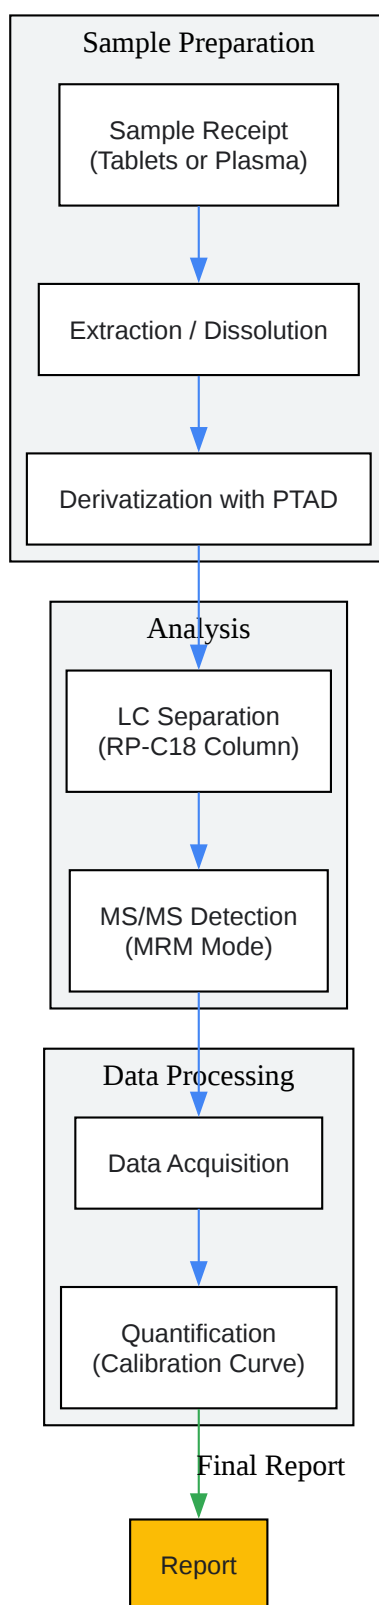 Sample Preparation
Sample Receipt
(Tablets or Plasma)
Extraction / Dissolution
Derivatization with PTAD
Analysis
LC Separation
(RP-C18 Column)
MS/MS Detection
(MRM Mode)
Data Processing
Data Acquisition
Quantification
(Calibration Curve)
Final Report
Report